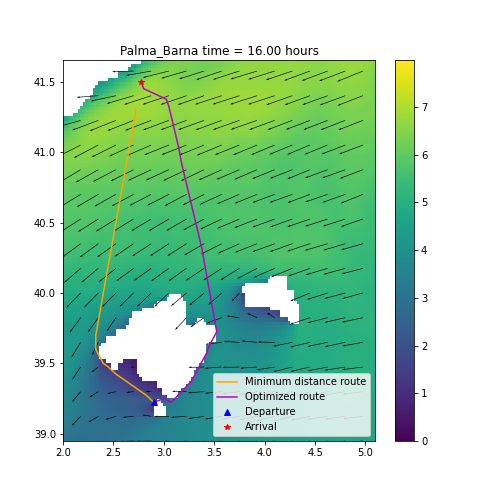 Palma_Barna time = 16.00 hours
41.5
41.0
40.5
40.0
39.5
39.0
2.0 2.5 3.0 3.5 4.0 4.5 5.0
7
6
5
4
3
2
1
0
Minimum distance route
Optimized route
Departure
Arrival